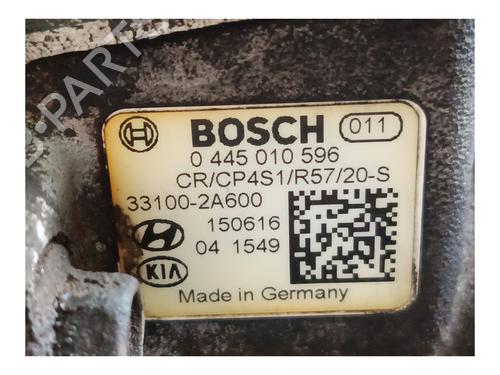 BOSCH 011
0 445 010 596
CR/CP4S1/R57/20-S
33100-2A600
150616
04 1549
KIA
Made in Germany